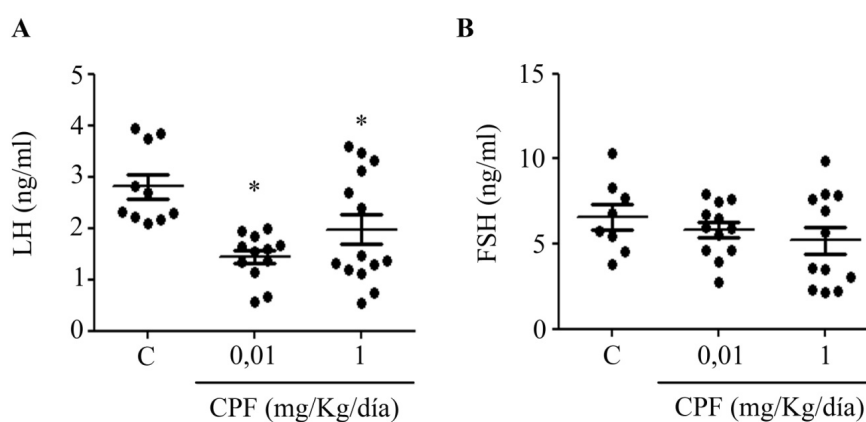 A
B
LH (ng/ml)
5
4
3
2
1
0
*
*
C
0,01
1
CPF (mg/Kg/día)
FSH (ng/ml)
15
10
5
0
C
0,01
1
CPF (mg/Kg/día)